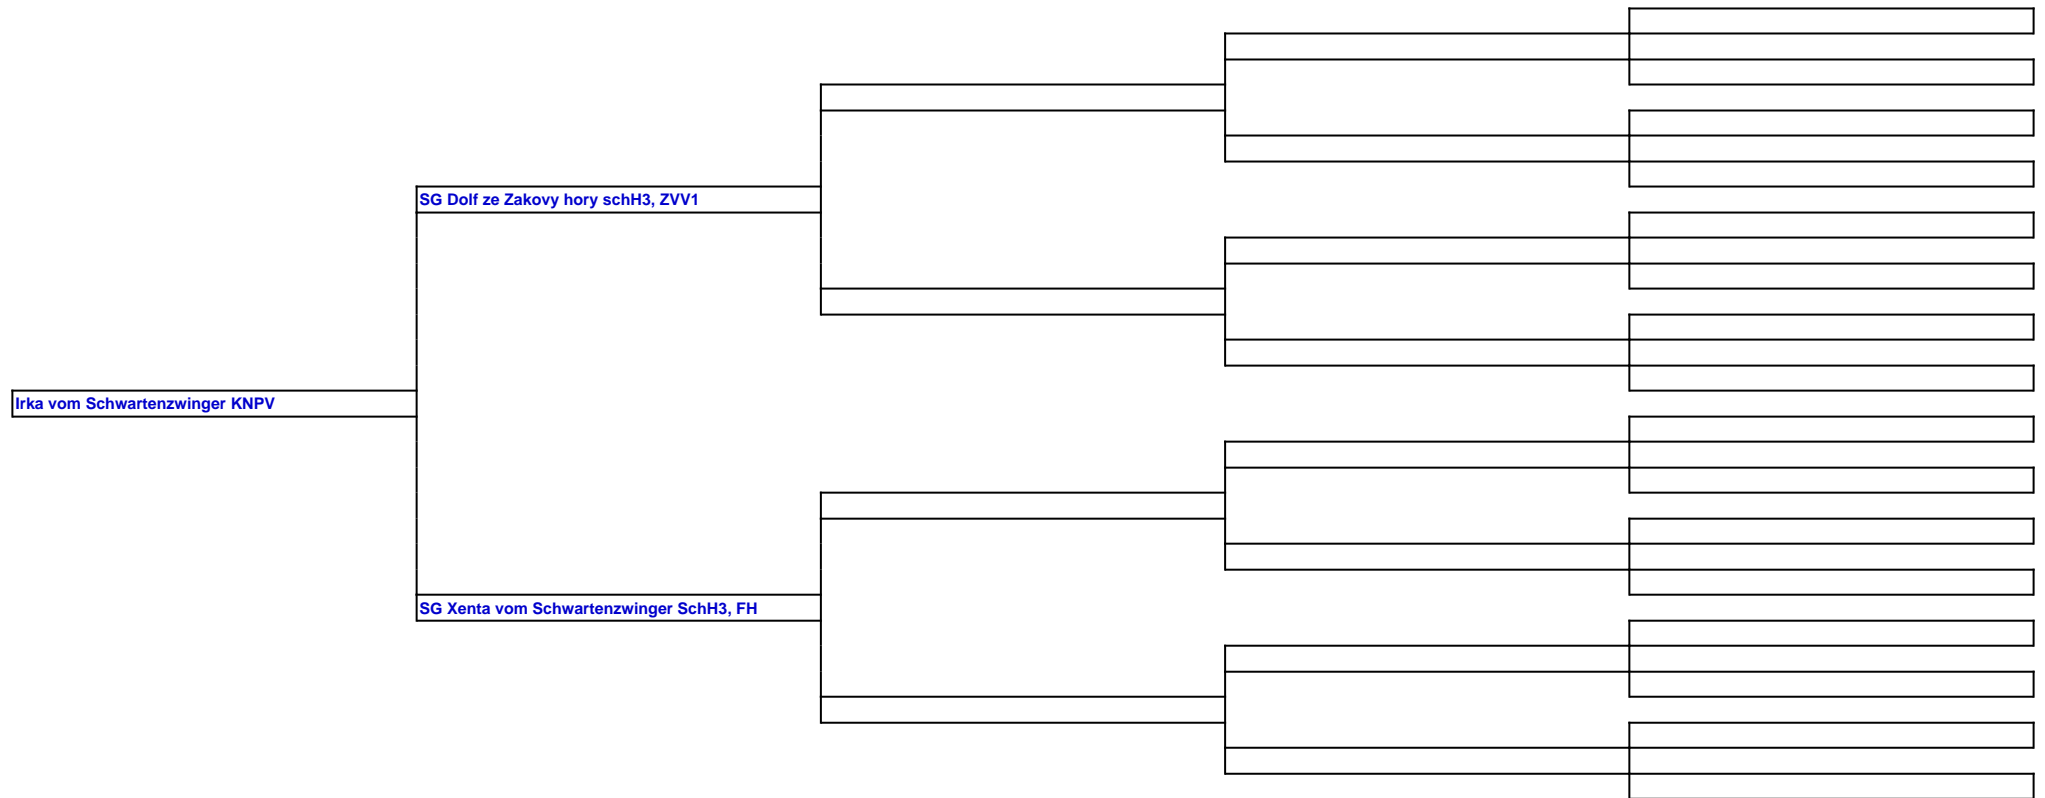 SG Dolf ze Zakovy hory schH3, ZVV1
Irka vom Schwartenzwinger KNPV
SG Xenta vom Schwartenzwinger SchH3, FH